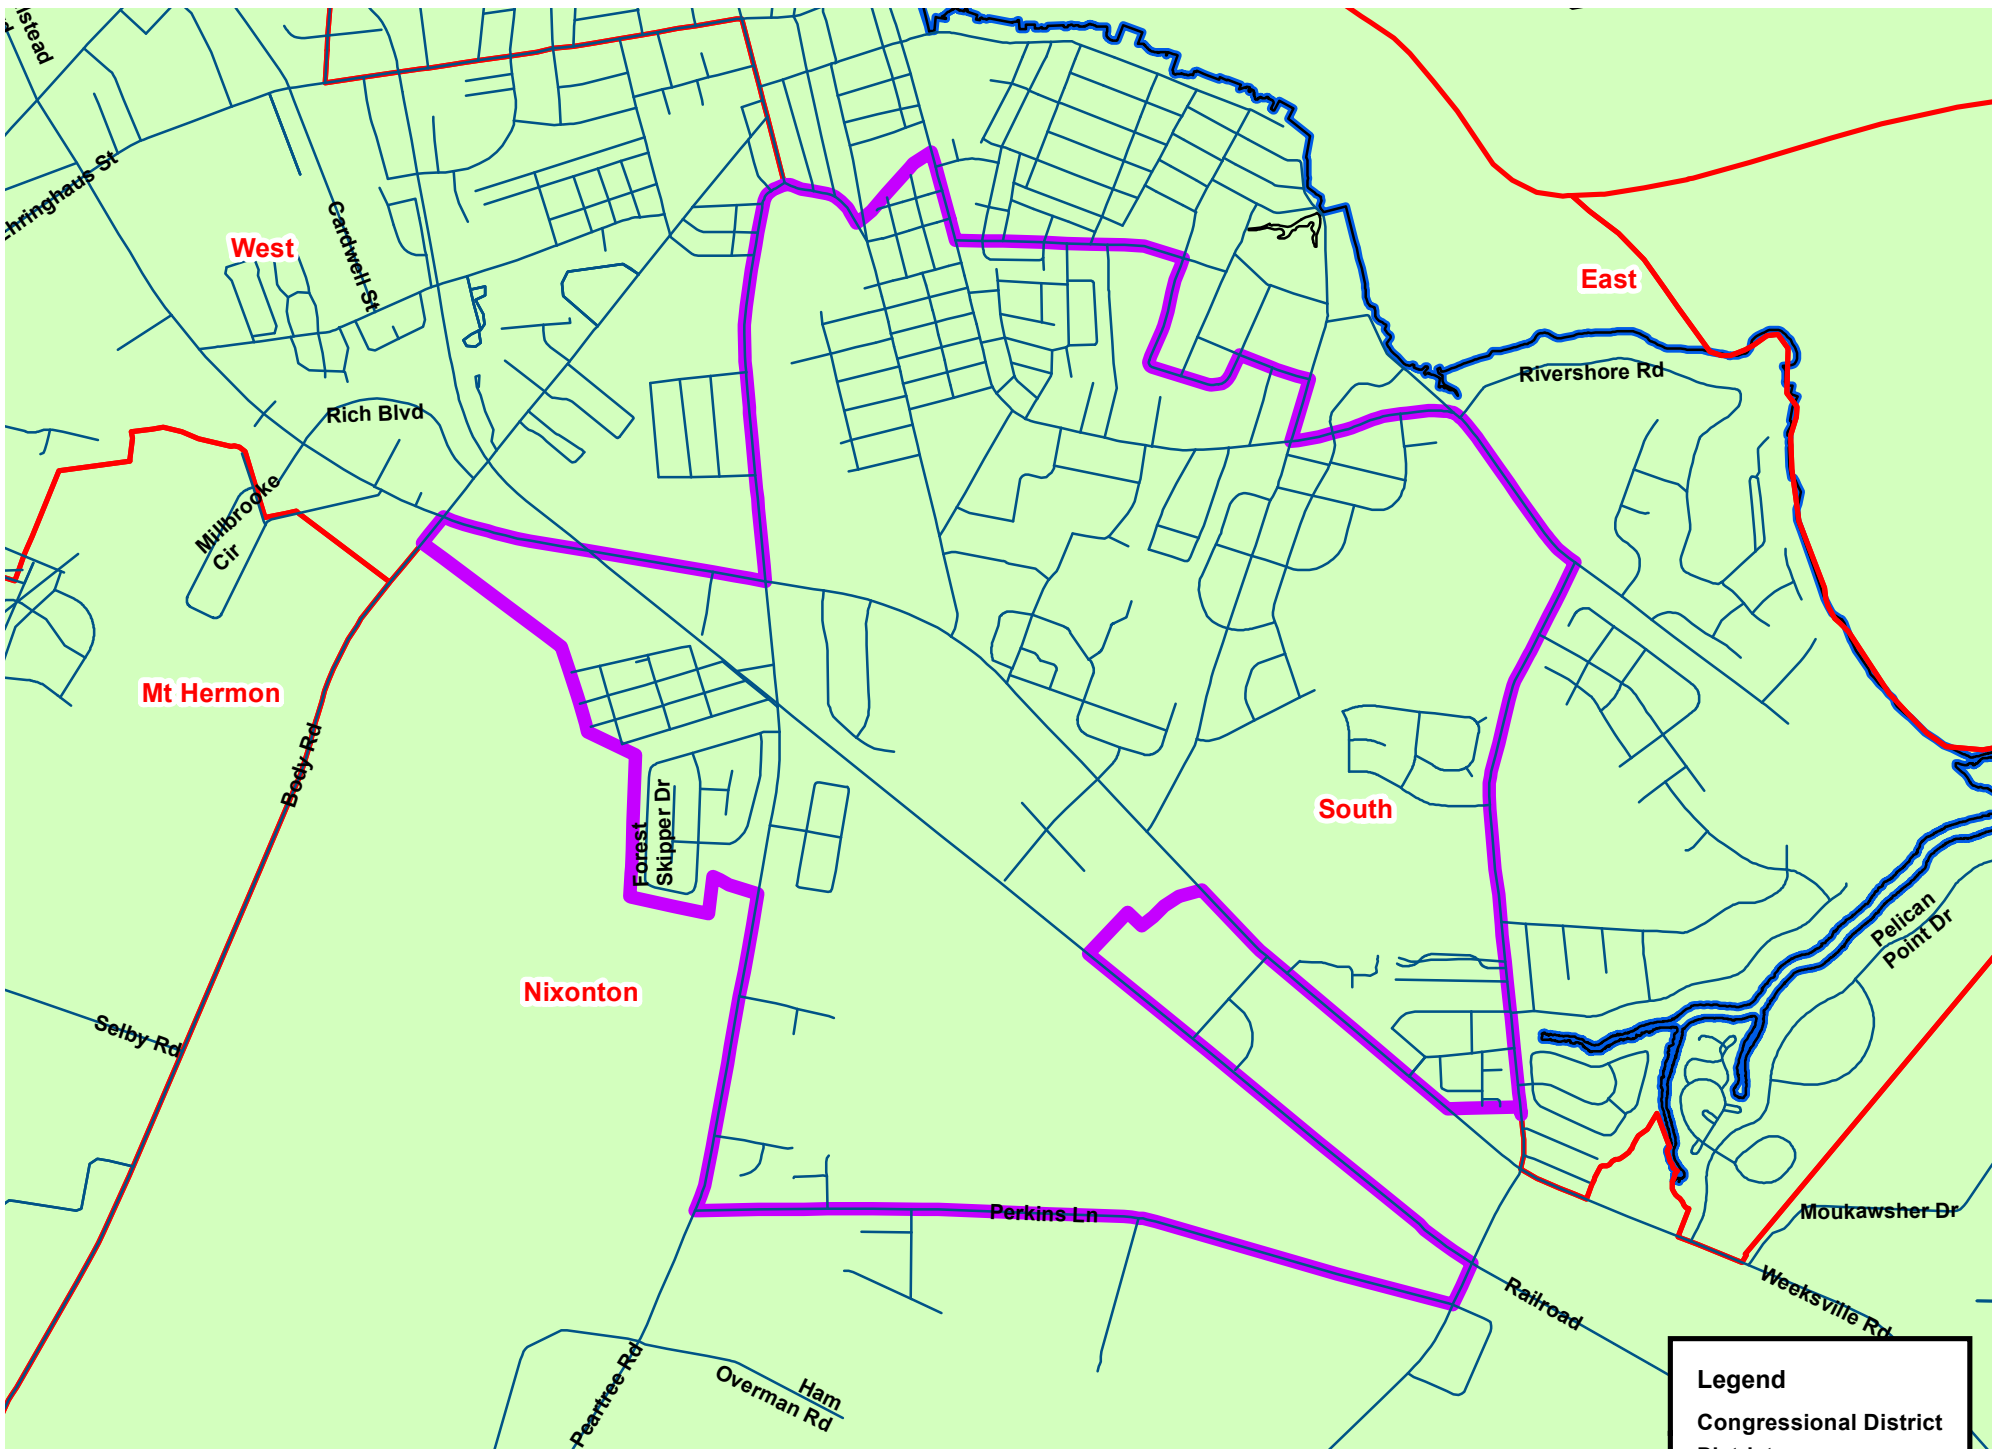 West
Cardwell St
East
Rivershore Rd
Rich Blvd
Millbrooke
Cir
Mt Hermon
Body Rd
South
Forest
Skipper Dr
Pelican
Point Dr
Nixonton
Selby Rd
Perkins Ln
Moukawsher Dr
Railroad
Weeksville Rd
Peartree Rd
Ham
Overman Rd
Legend
Congressional District